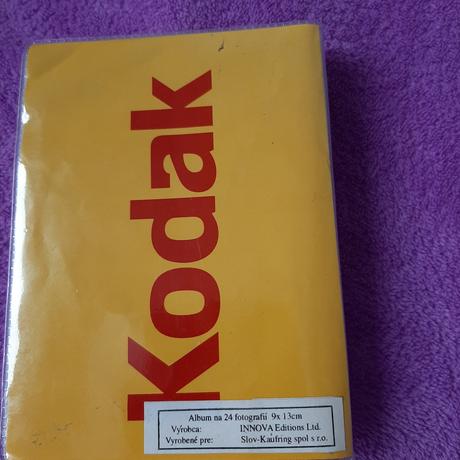 Kodak
Album na 24 fotografií 9x 13cm
Výrobca: INNOVA Editions Ltd.
Vyrobené pre: Slov-Kaufring spol s r.o.